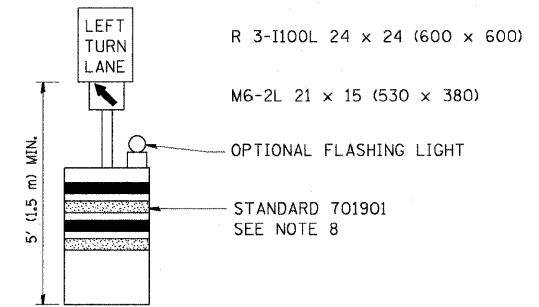 LEFT
TURN
LANE
R 3-I100L 24 x 24 (600 x 600)
M6-2L 21 x 15 (530 x 380)
OPTIONAL FLASHING LIGHT
5' (1.5 m) MIN.
STANDARD 701901
SEE NOTE 8